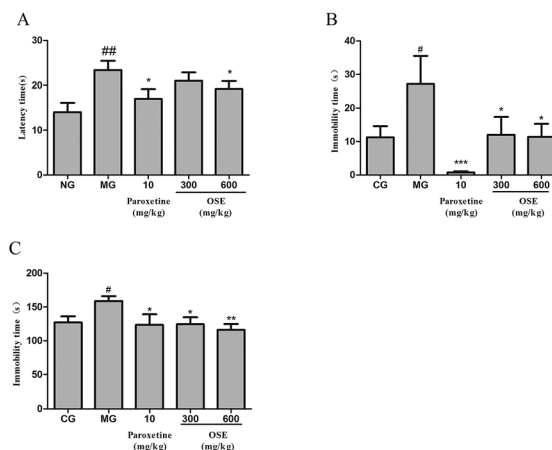 A
Latency time(s)
30
20
10
0
##
*
*
NG MG 10 300 600
Paroxetine OSE
(mg/kg) (mg/kg)
B
Immobility time（s）
40
30
20
10
0
#
***
*
*
CG MG 10 300 600
Paroxetine OSE
(mg/kg) (mg/kg)
C
Immobility time（s）
200
150
100
50
0
#
*
*
**
CG MG 10 300 600
Paroxetine OSE
(mg/kg) (mg/kg)